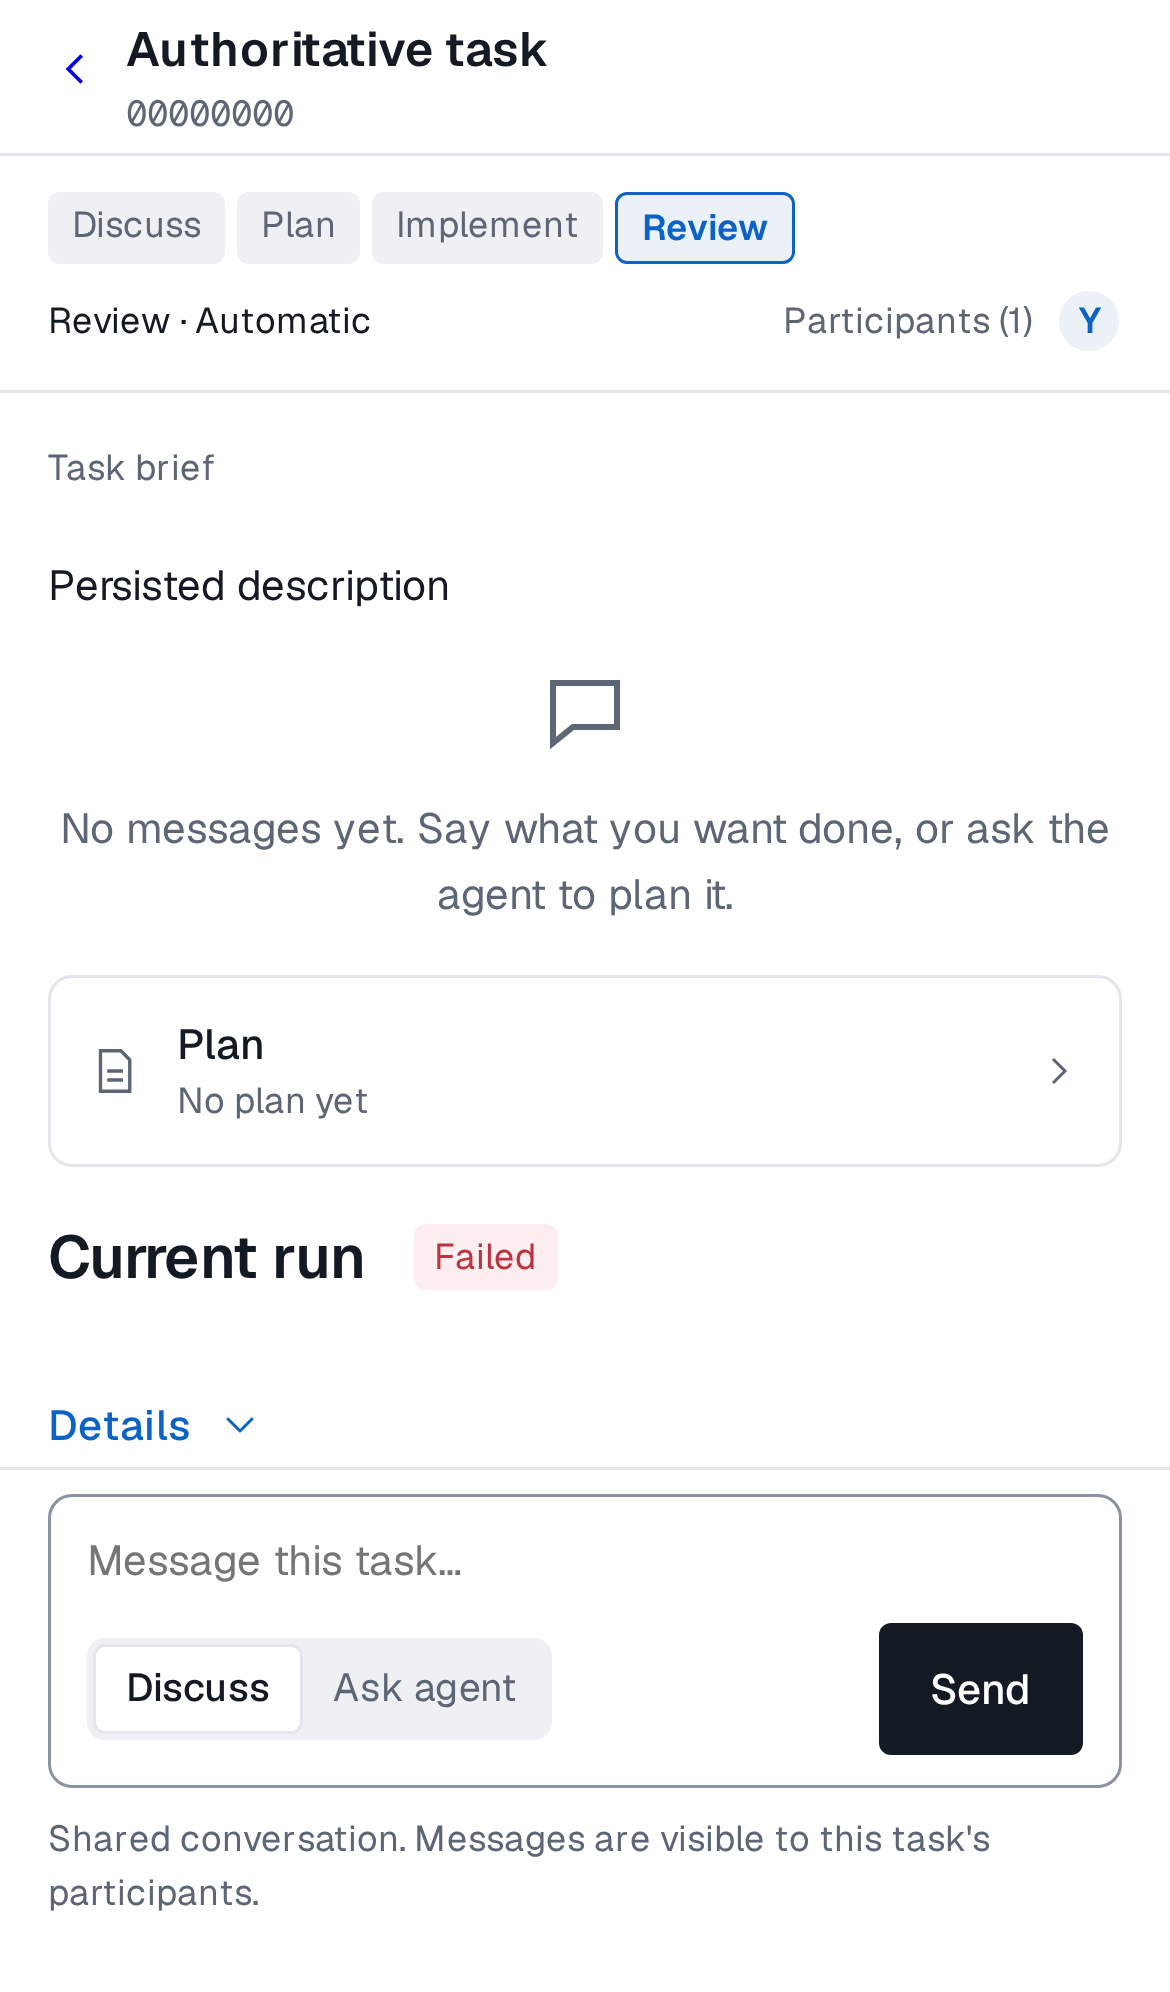 Authoritative task
00000000
Discuss Plan Implement Review
Review · Automatic Participants (1) Y
Task brief
Persisted description
No messages yet. Say what you want done, or ask the
agent to plan it.
Plan
No plan yet
Current run Failed
Details
Message this task...
Discuss Ask agent Send
Shared conversation. Messages are visible to this task's
participants.